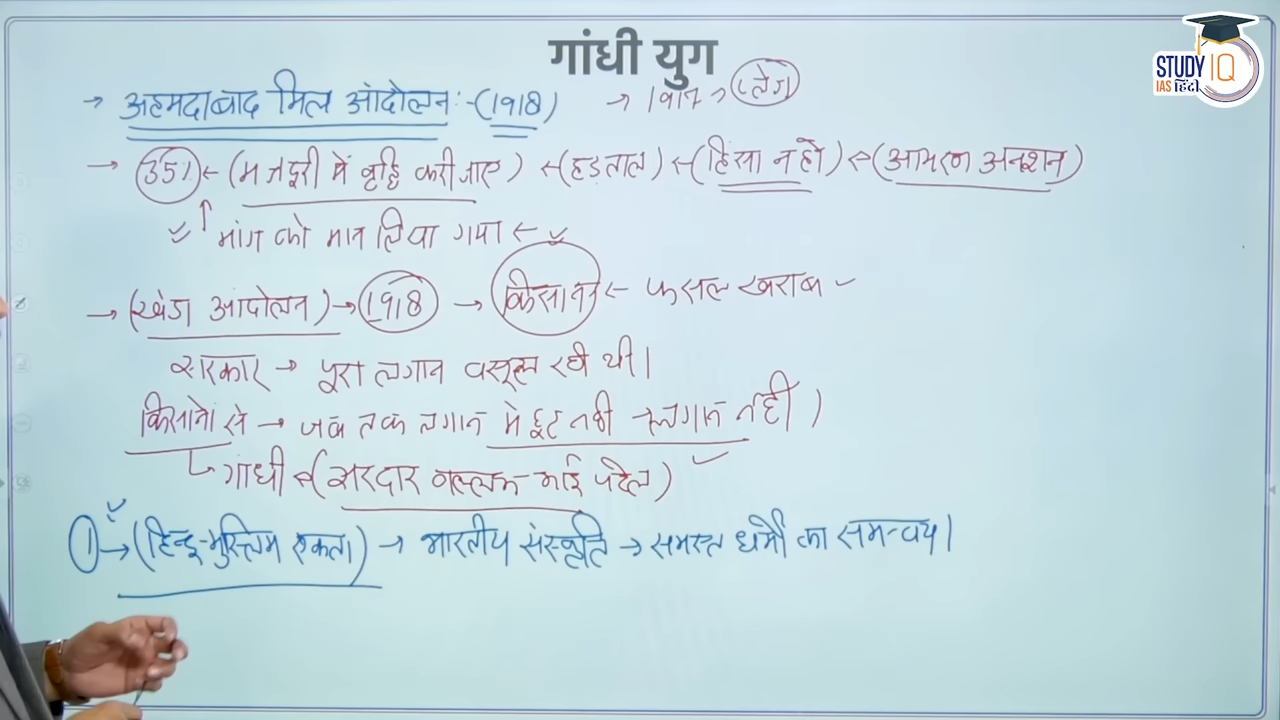 गांधी युग
STUDY IQ
IAS हिंदी
→ अहमदाबाद मिल आंदोलन:-(1918) → 1917 → प्लेग
→ 35% ← (मजदूरी में वृद्धि करी जाए) ← (हड़ताल) ← (हिंसा न हो) ← (आमरण अनशन)
मांग को मान लिया गया ←
→ (खेड़ा आंदोलन) → 1918 → किसान ← फसल खराब
सरकार → पूरा लगान वसूल रही थी।
किसानों से → जब तक लगान में छूट नहीं → लगान नहीं)
गांधी (सरदार वल्लभ भाई पटेल)
① → (हिन्दू-मुस्लिम एकता) → भारतीय संस्कृति → समस्त धर्मों का समन्वय।